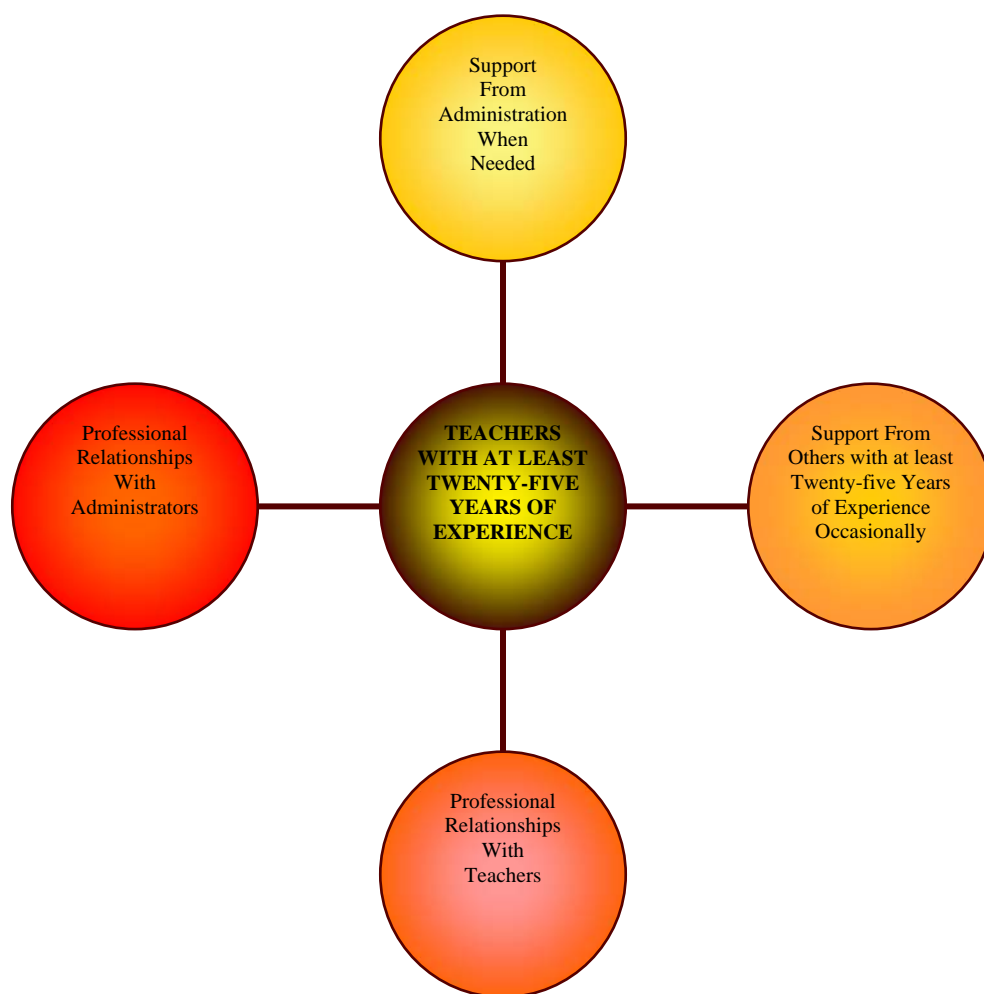 Support
From
Administration
When
Needed
Professional
Relationships
With
Administrators
TEACHERS
WITH AT LEAST
TWENTY-FIVE
YEARS OF
EXPERIENCE
Support From
Others with at least
Twenty-five Years
of Experience
Occasionally
Professional
Relationships
With
Teachers